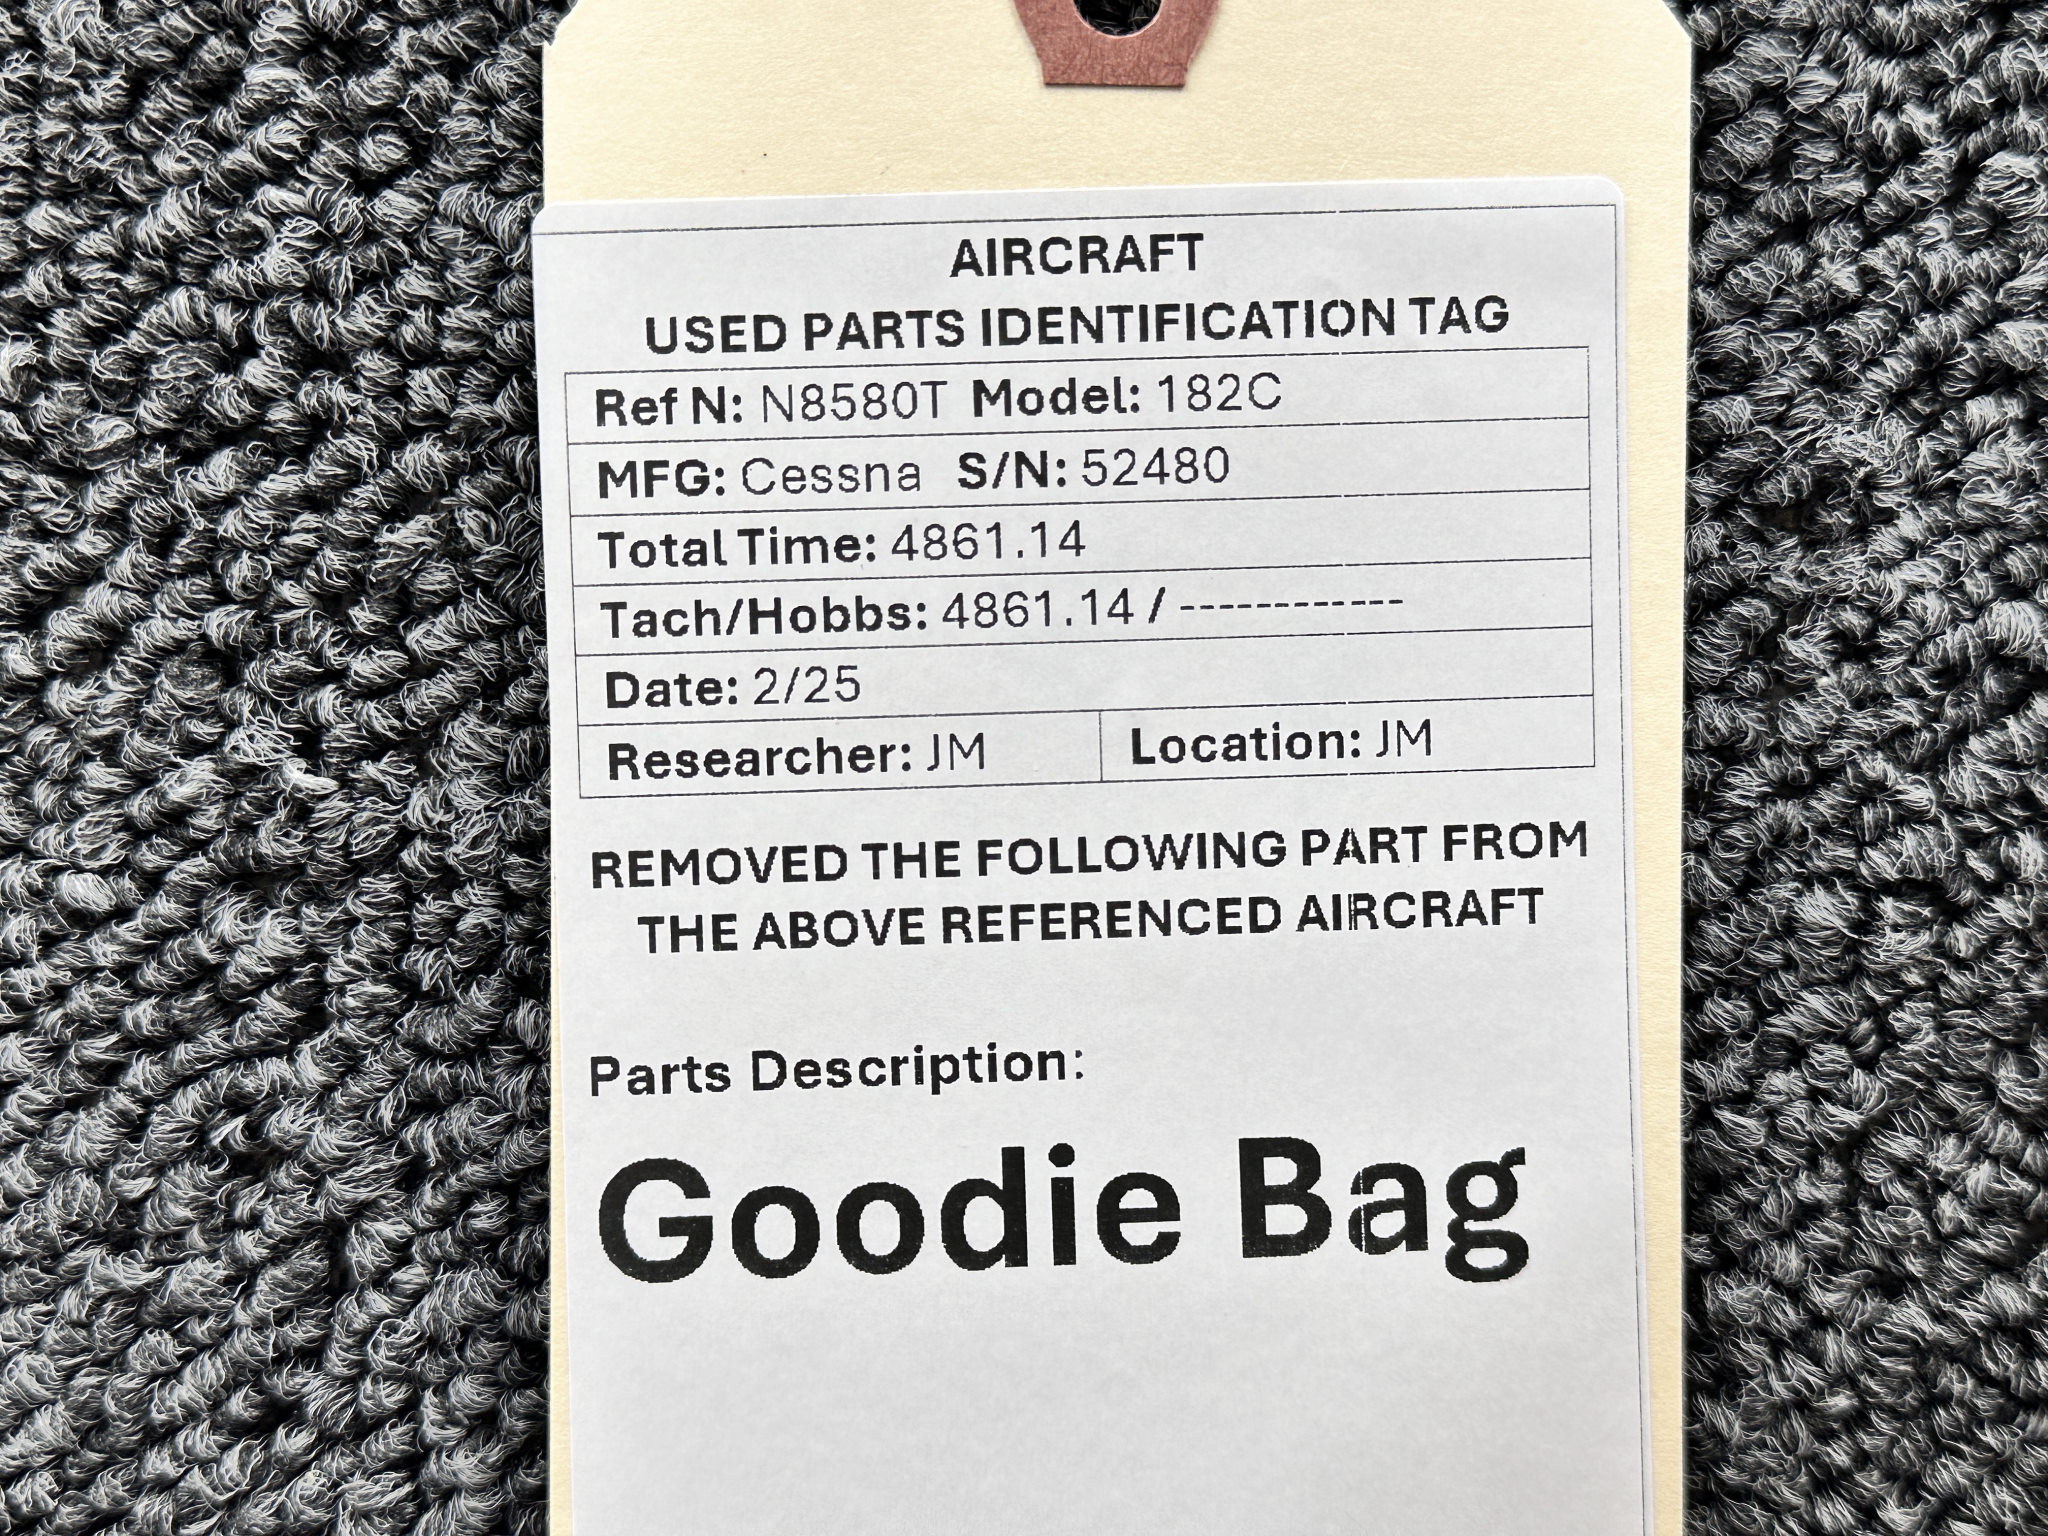 AIRCRAFT
USED PARTS IDENTIFICATION TAG
Ref N: N8580T Model: 182C
MFG: Cessna S/N: 52480
Total Time: 4861.14
Tach/Hobbs: 4861.14 / ------------
Date: 2/25
Researcher: JM Location: JM
REMOVED THE FOLLOWING PART FROM
THE ABOVE REFERENCED AIRCRAFT
Parts Description:
Goodie Bag